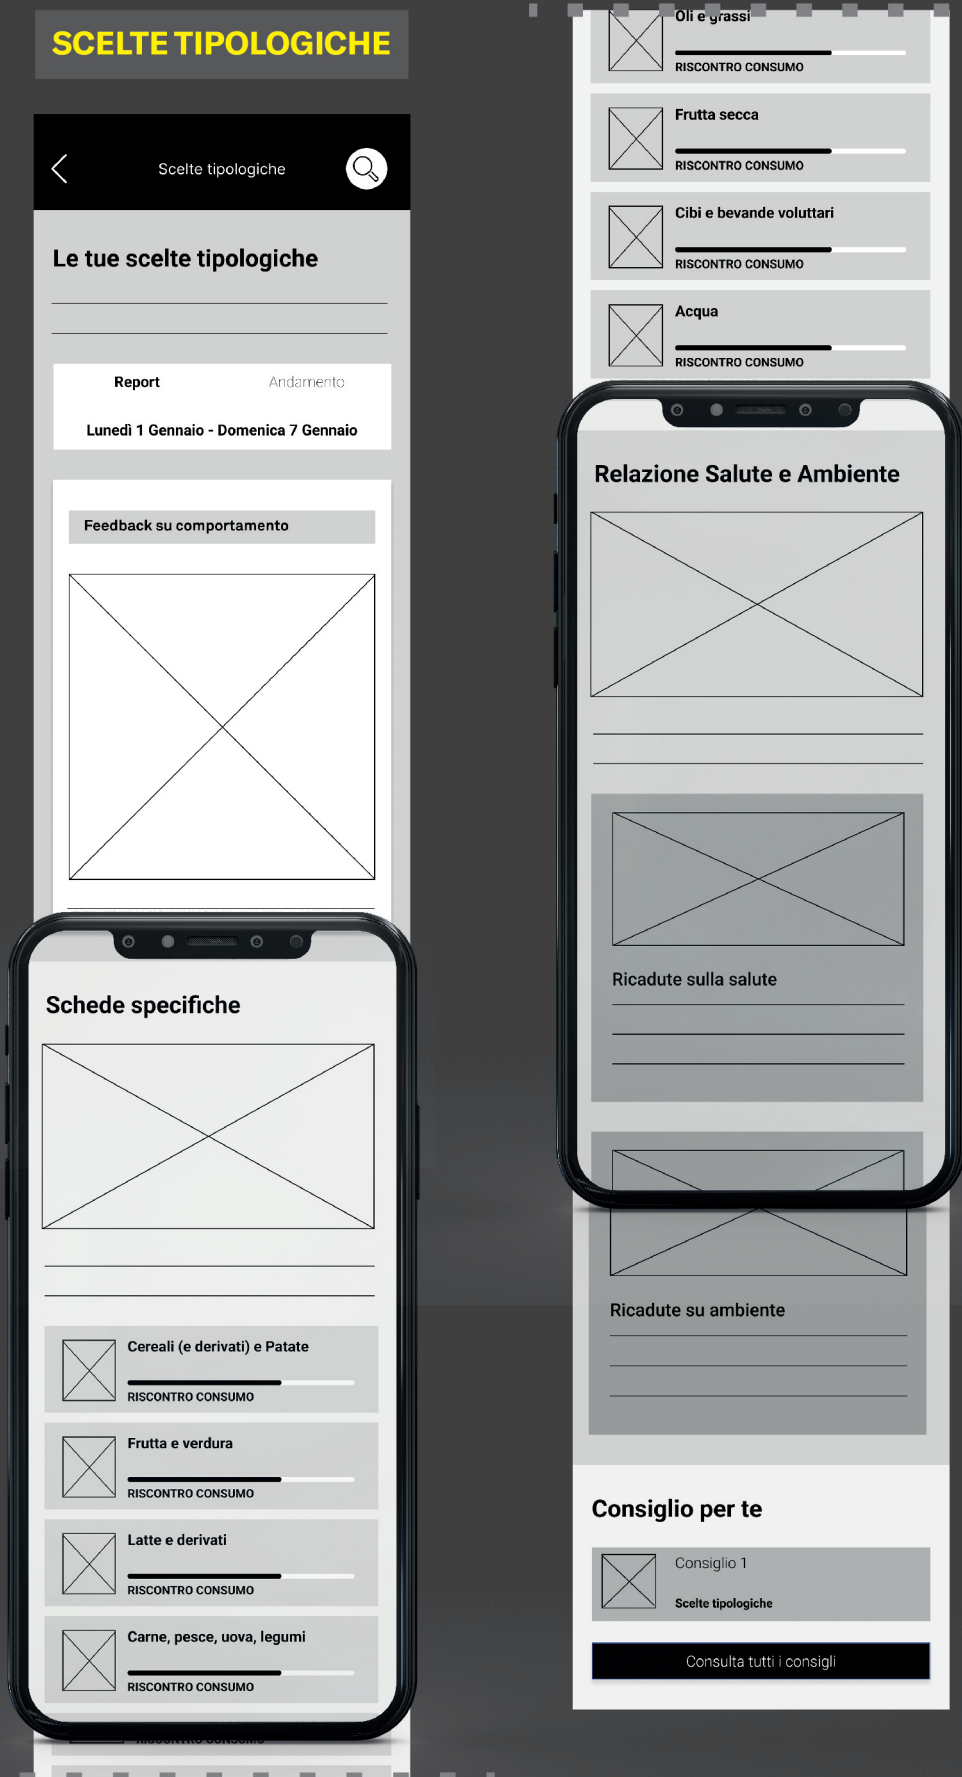 SCELTE TIPOLOGICHE
Scelte tipologiche
Le tue scelte tipologiche
Report
Andamento
Lunedì 1 Gennaio - Domenica 7 Gennaio
Feedback su comportamento
Schede specifiche
Cereali (e derivati) e Patate
RISCONTRO CONSUMO
Frutta e verdura
RISCONTRO CONSUMO
Latte e derivati
RISCONTRO CONSUMO
Carne, pesce, uova, legumi
RISCONTRO CONSUMO
RISCONTRO CONSUMO
Oli e grassi
RISCONTRO CONSUMO
Frutta secca
RISCONTRO CONSUMO
Cibi e bevande voluttari
RISCONTRO CONSUMO
Acqua
RISCONTRO CONSUMO
Relazione Salute e Ambiente
Ricadute sulla salute
Ricadute su ambiente
Consiglio per te
Consiglio 1
Scelte tipologiche
Consulta tutti i consigli